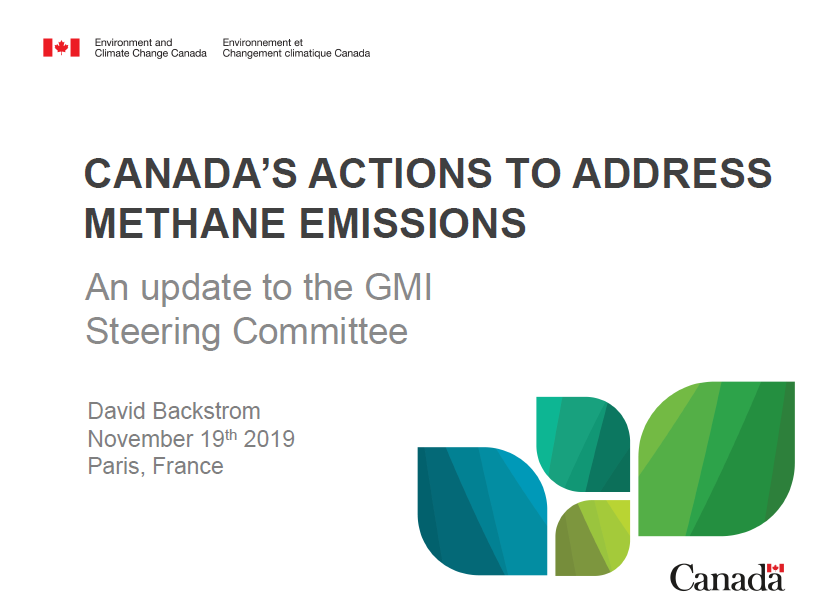 Environment and
Climate Change Canada
Environnement et
Changement climatique Canada
CANADA’S ACTIONS TO ADDRESS
METHANE EMISSIONS
An update to the GMI
Steering Committee
David Backstrom
November 19th 2019
Paris, France
Canada